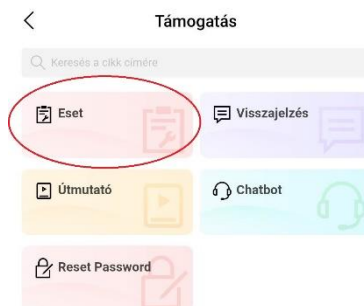 Támogatás
Keresés a cikk címére
Eset
Visszajelzés
Útmutató
Chatbot
Reset Password